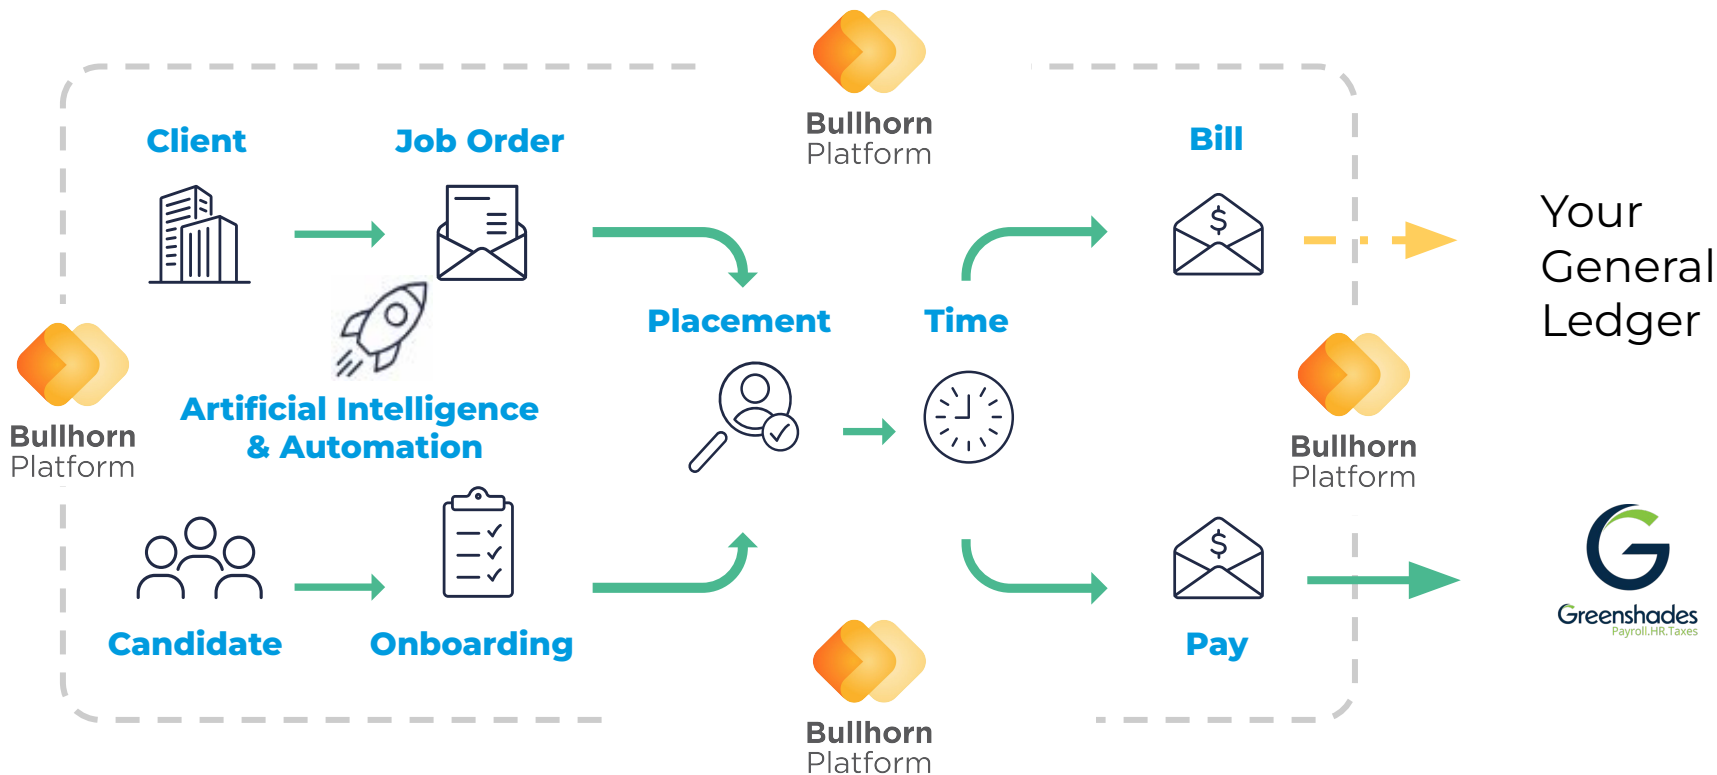 Bullhorn
Platform
Client
Job Order
Bill
$
Your
General
Ledger
Placement
Time
Bullhorn
Platform
Artificial Intelligence
& Automation
Bullhorn
Platform
$
Greenshades
Payroll.HR.Taxes
Candidate
Onboarding
Pay
Bullhorn
Platform